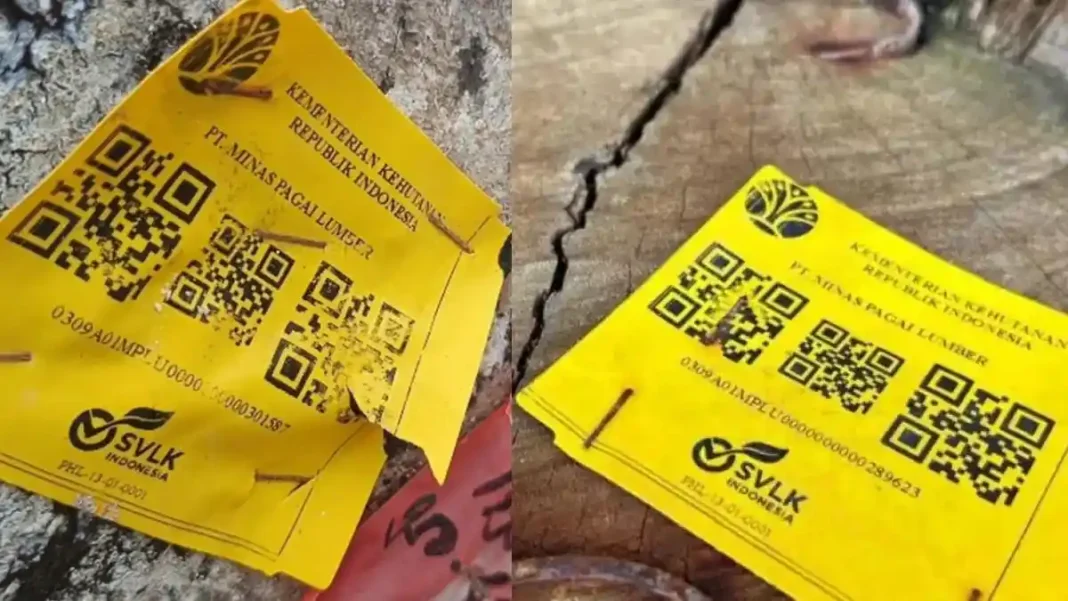 KEMENTERIAN KEHUTANAN
REPUBLIK INDONESIA
PT. MINAS PAGAI LUMBER
SVLK
INDONESIA
PHL-13-01-0001
KEMENTERIAN KEHUTANAN
REPUBLIK INDONESIA
PT. MINAS PAGAI LUMBER
0309A01MPLU0000000000289623
SVLK
INDONESIA
PHL-13-01-0001